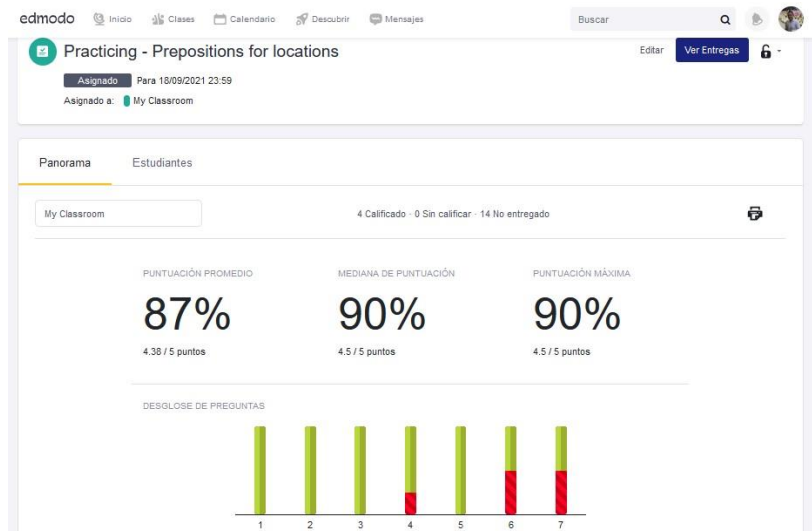 edmodo Inicio Clases Calendario Descubrir Mensajes Buscar
Practicing - Prepositions for locations Editar Ver Entregas
Asignado Para 18/09/2021 23:59
Asignado a: My Classroom
Panorama Estudiantes
My Classroom 4 Calificado · 0 Sin calificar · 14 No entregado
PUNTUACIÓN PROMEDIO MEDIANA DE PUNTUACIÓN PUNTUACIÓN MÁXIMA
87% 90% 90%
4.38 / 5 puntos 4.5 / 5 puntos 4.5 / 5 puntos
DESGLOSE DE PREGUNTAS
1 2 3 4 5 6 7